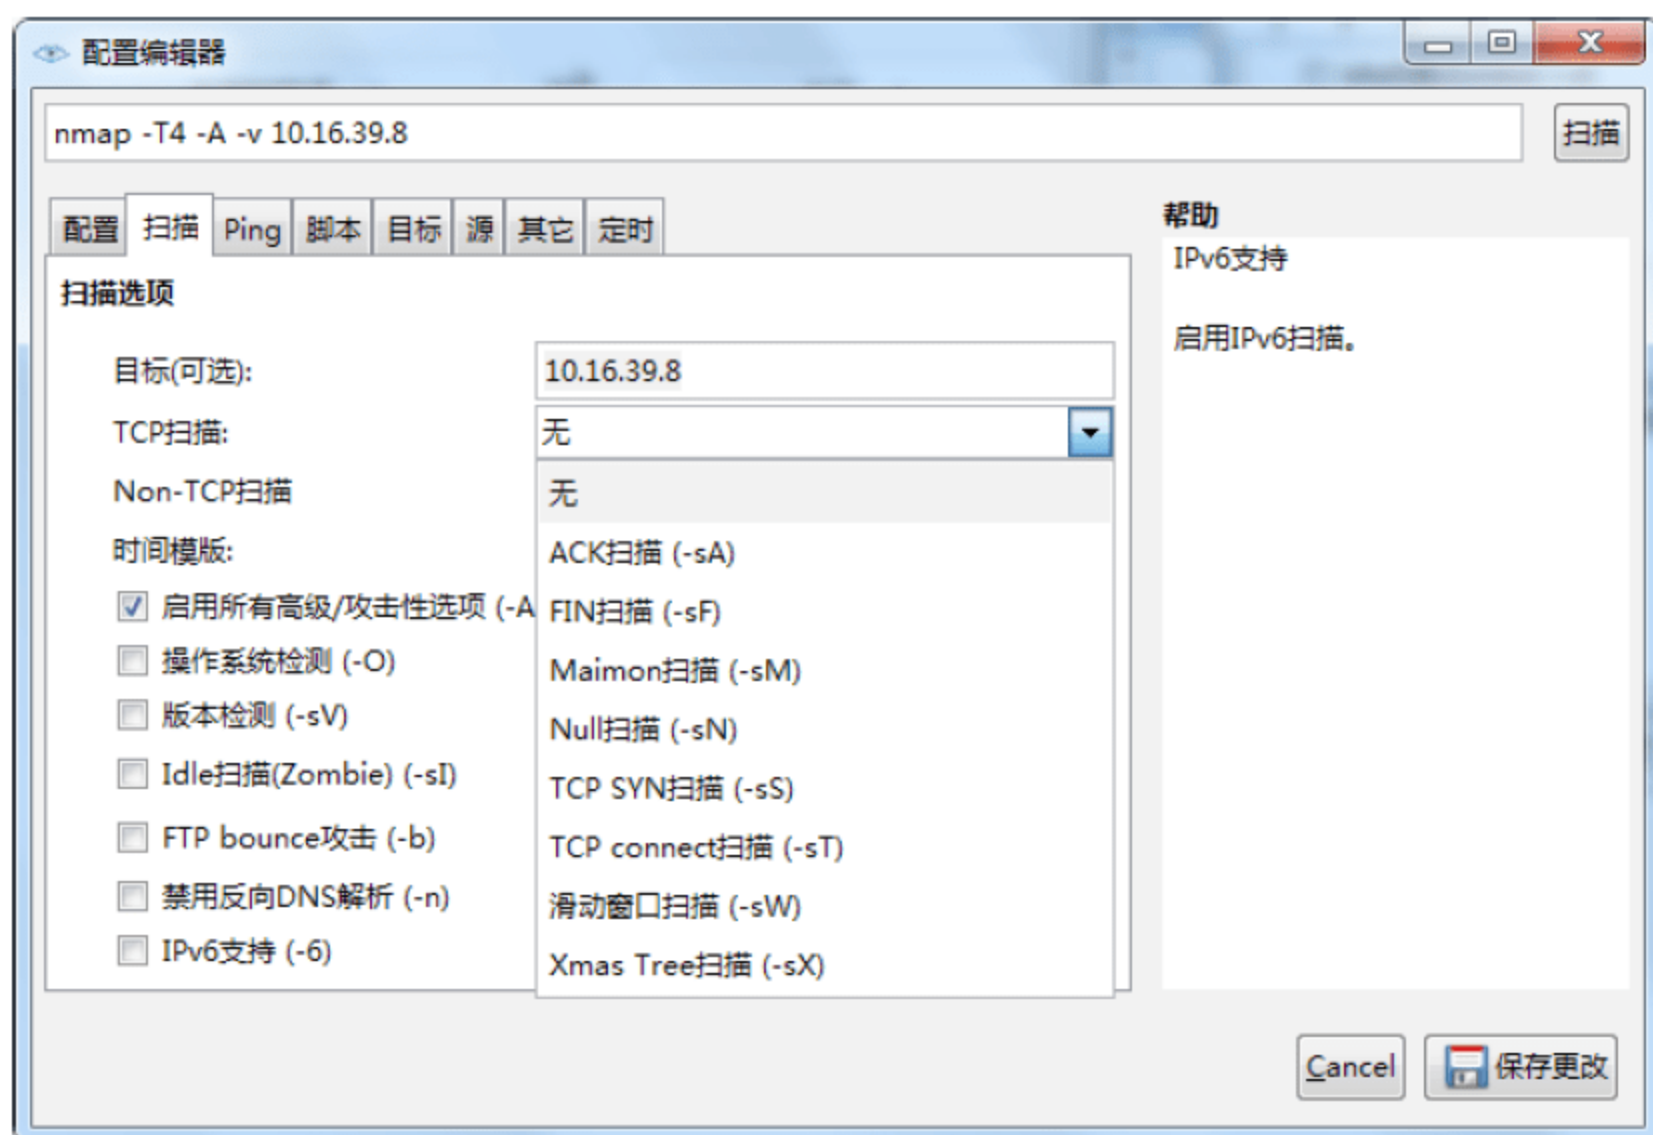 配置编辑器
nmap -T4 -A -v 10.16.39.8
扫描
配置 扫描 Ping 脚本 目标 源 其它 定时
扫描选项
目标(可选): 10.16.39.8
TCP扫描: 无
Non-TCP扫描
时间模版:
启用所有高级/攻击性选项 (-A
操作系统检测 (-O)
版本检测 (-sV)
Idle扫描(Zombie) (-sI)
FTP bounce攻击 (-b)
禁用反向DNS解析 (-n)
IPv6支持 (-6)
无
ACK扫描 (-sA)
FIN扫描 (-sF)
Maimon扫描 (-sM)
Null扫描 (-sN)
TCP SYN扫描 (-sS)
TCP connect扫描 (-sT)
滑动窗口扫描 (-sW)
Xmas Tree扫描 (-sX)
帮助
IPv6支持
启用IPv6扫描。
Cancel
保存更改